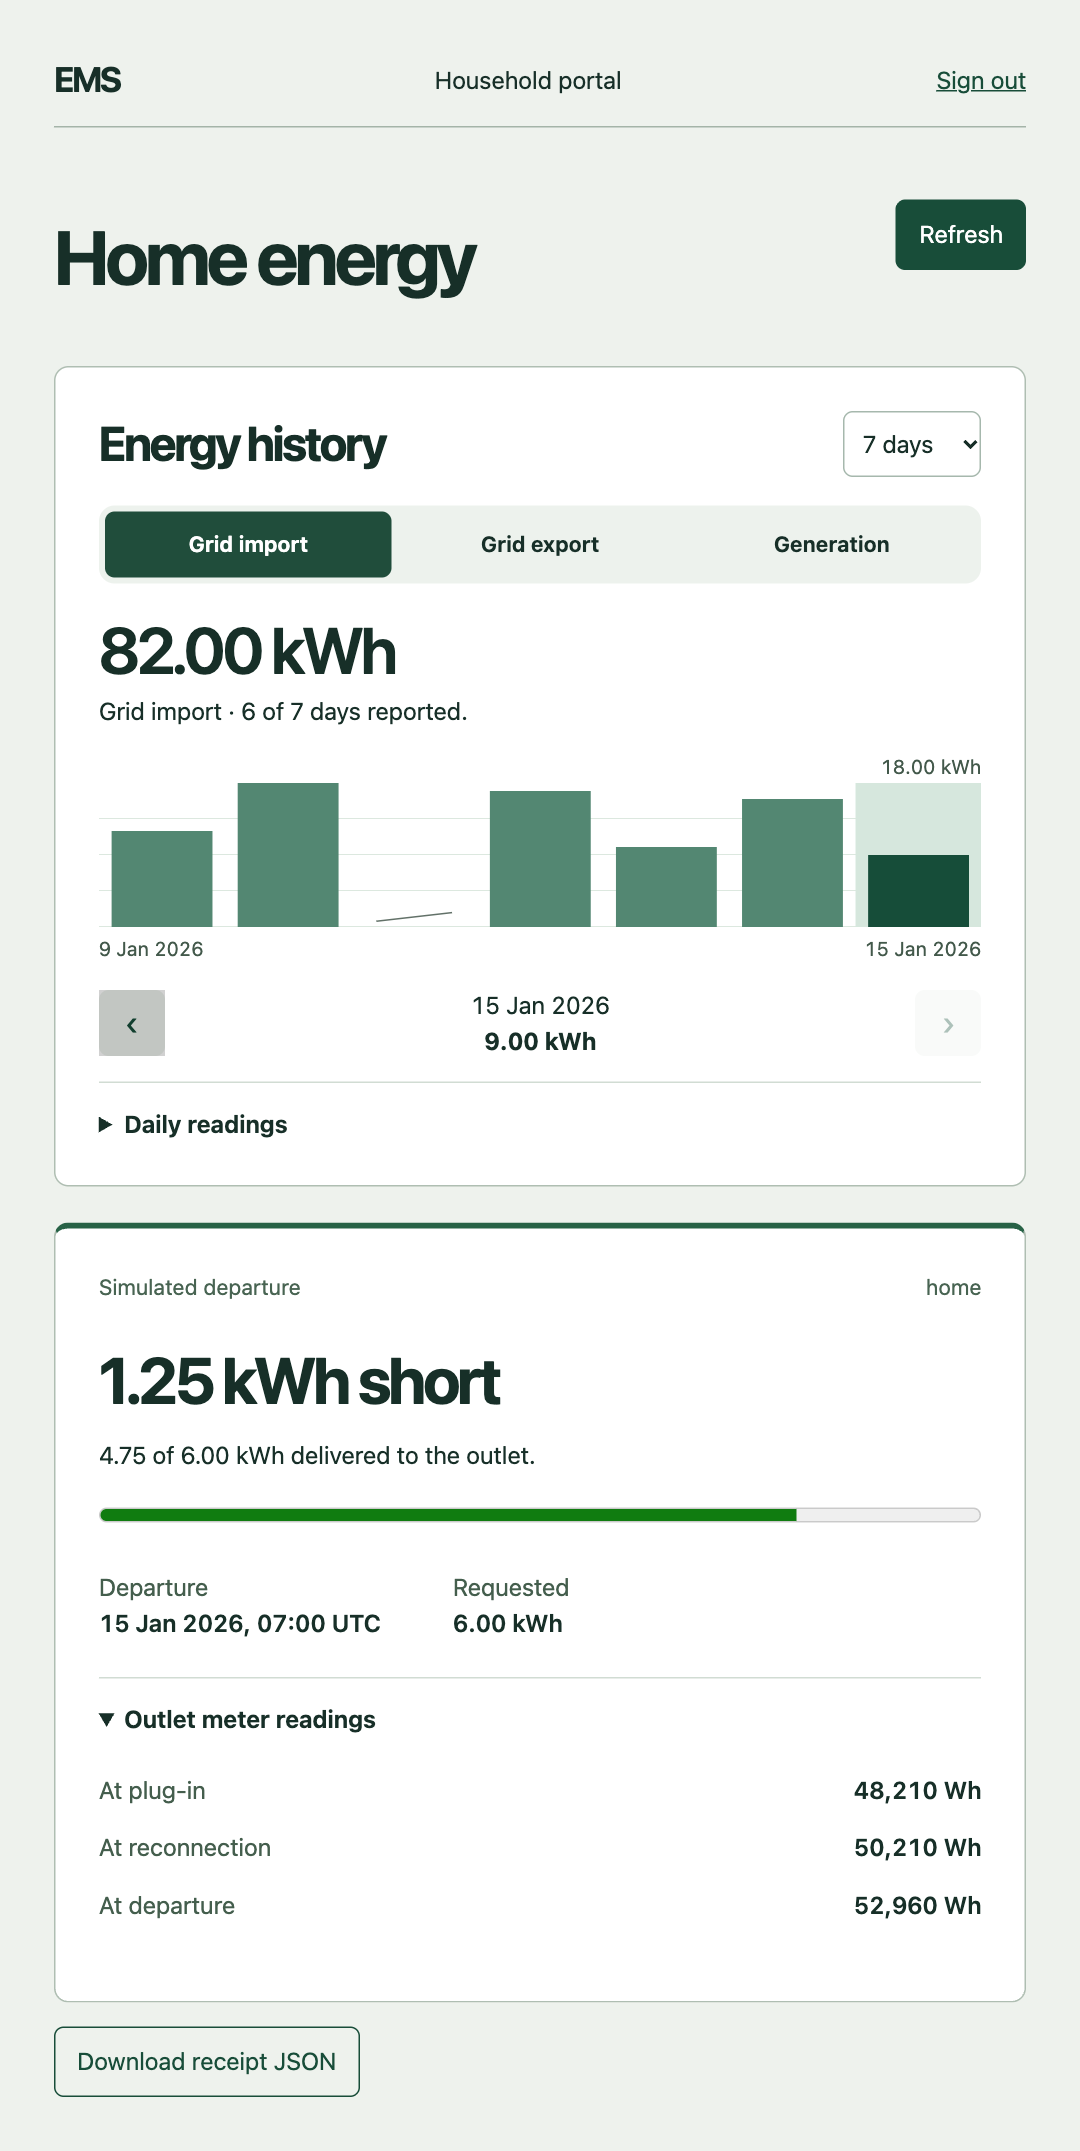 EMS
Household portal
Sign out
Home energy
Refresh
Energy history
7 days
Grid import
Grid export
Generation
82.00 kWh
Grid import · 6 of 7 days reported.
18.00 kWh
9 Jan 2026
15 Jan 2026
‹
15 Jan 2026
9.00 kWh
›
Daily readings
Simulated departure
home
1.25 kWh short
4.75 of 6.00 kWh delivered to the outlet.
Departure
Requested
15 Jan 2026, 07:00 UTC
6.00 kWh
Outlet meter readings
At plug-in
48,210 Wh
At reconnection
50,210 Wh
At departure
52,960 Wh
Download receipt JSON